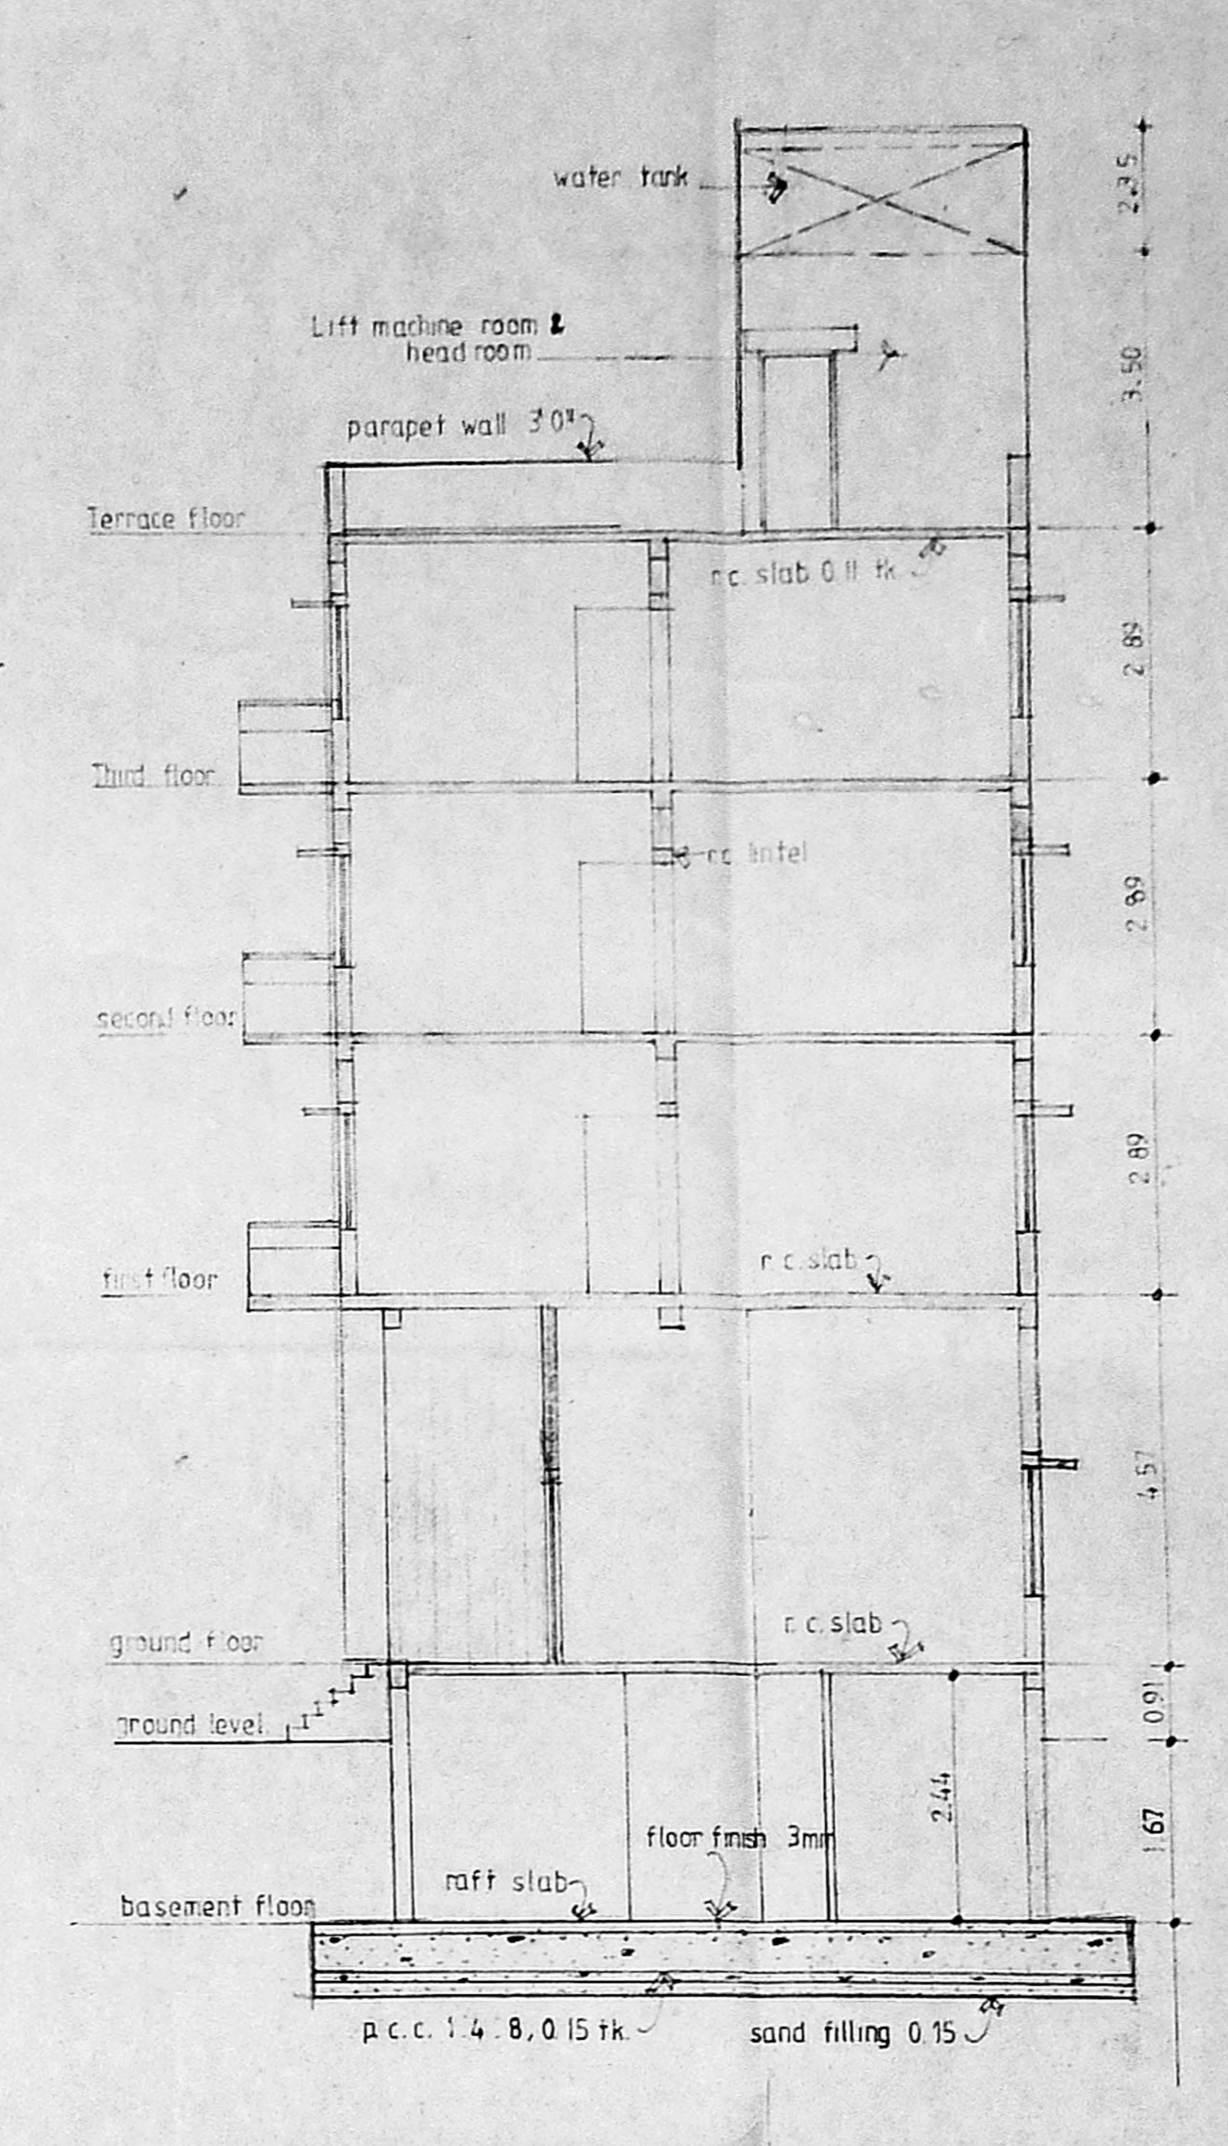 water tank
2.35
Lift machine room &
head room
3.50
parapet wall 3'0"
Terrace floor
r.c. slab 0.11 tk.
2.89
Third floor
r.c. lintel
2.89
second floor
2.89
first floor
r.c. slab
4.57
ground floor
r.c. slab
0.91
ground level.
2.44
floor finish 3mm
1.67
raft slab
basement floor
p.c.c. 1:4:8, 0.15 tk.
sand filling 0.15